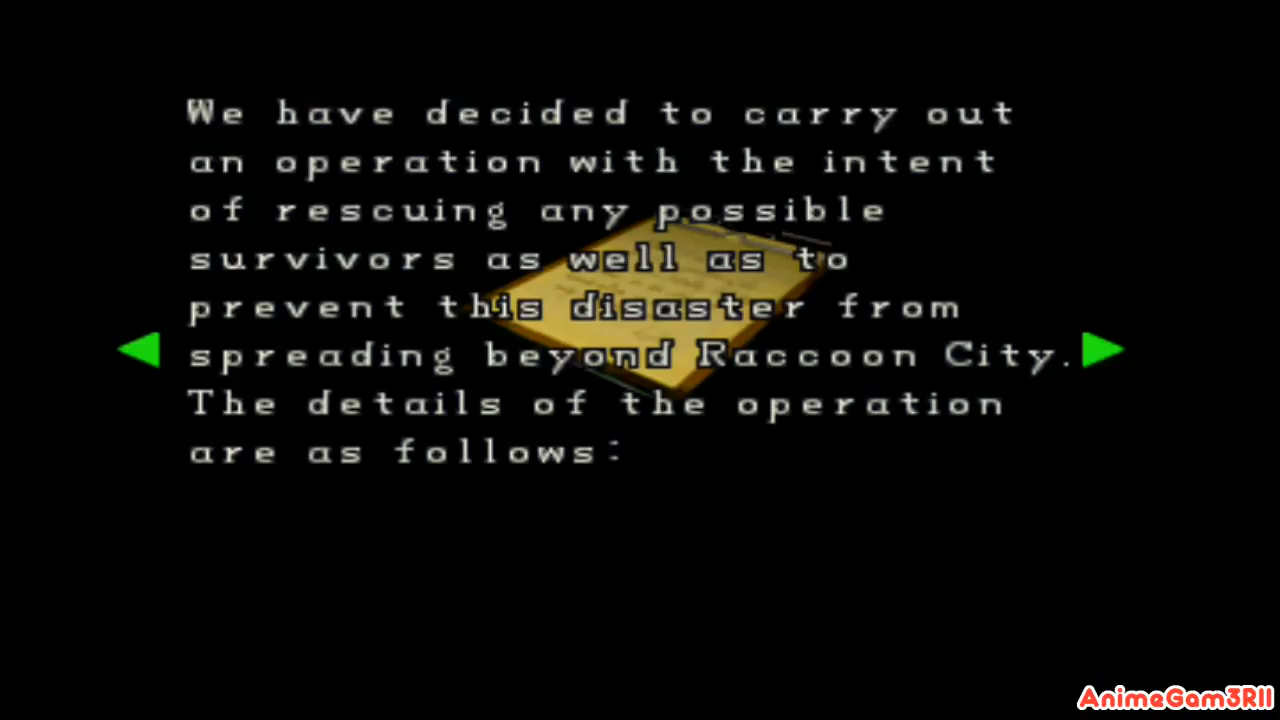 We have decided to carry out
an operation with the intent
of rescuing any possible
survivors as well as to
prevent this disaster from
spreading beyond Raccoon City.
The details of the operation
are as follows:
AnimeGam3R11